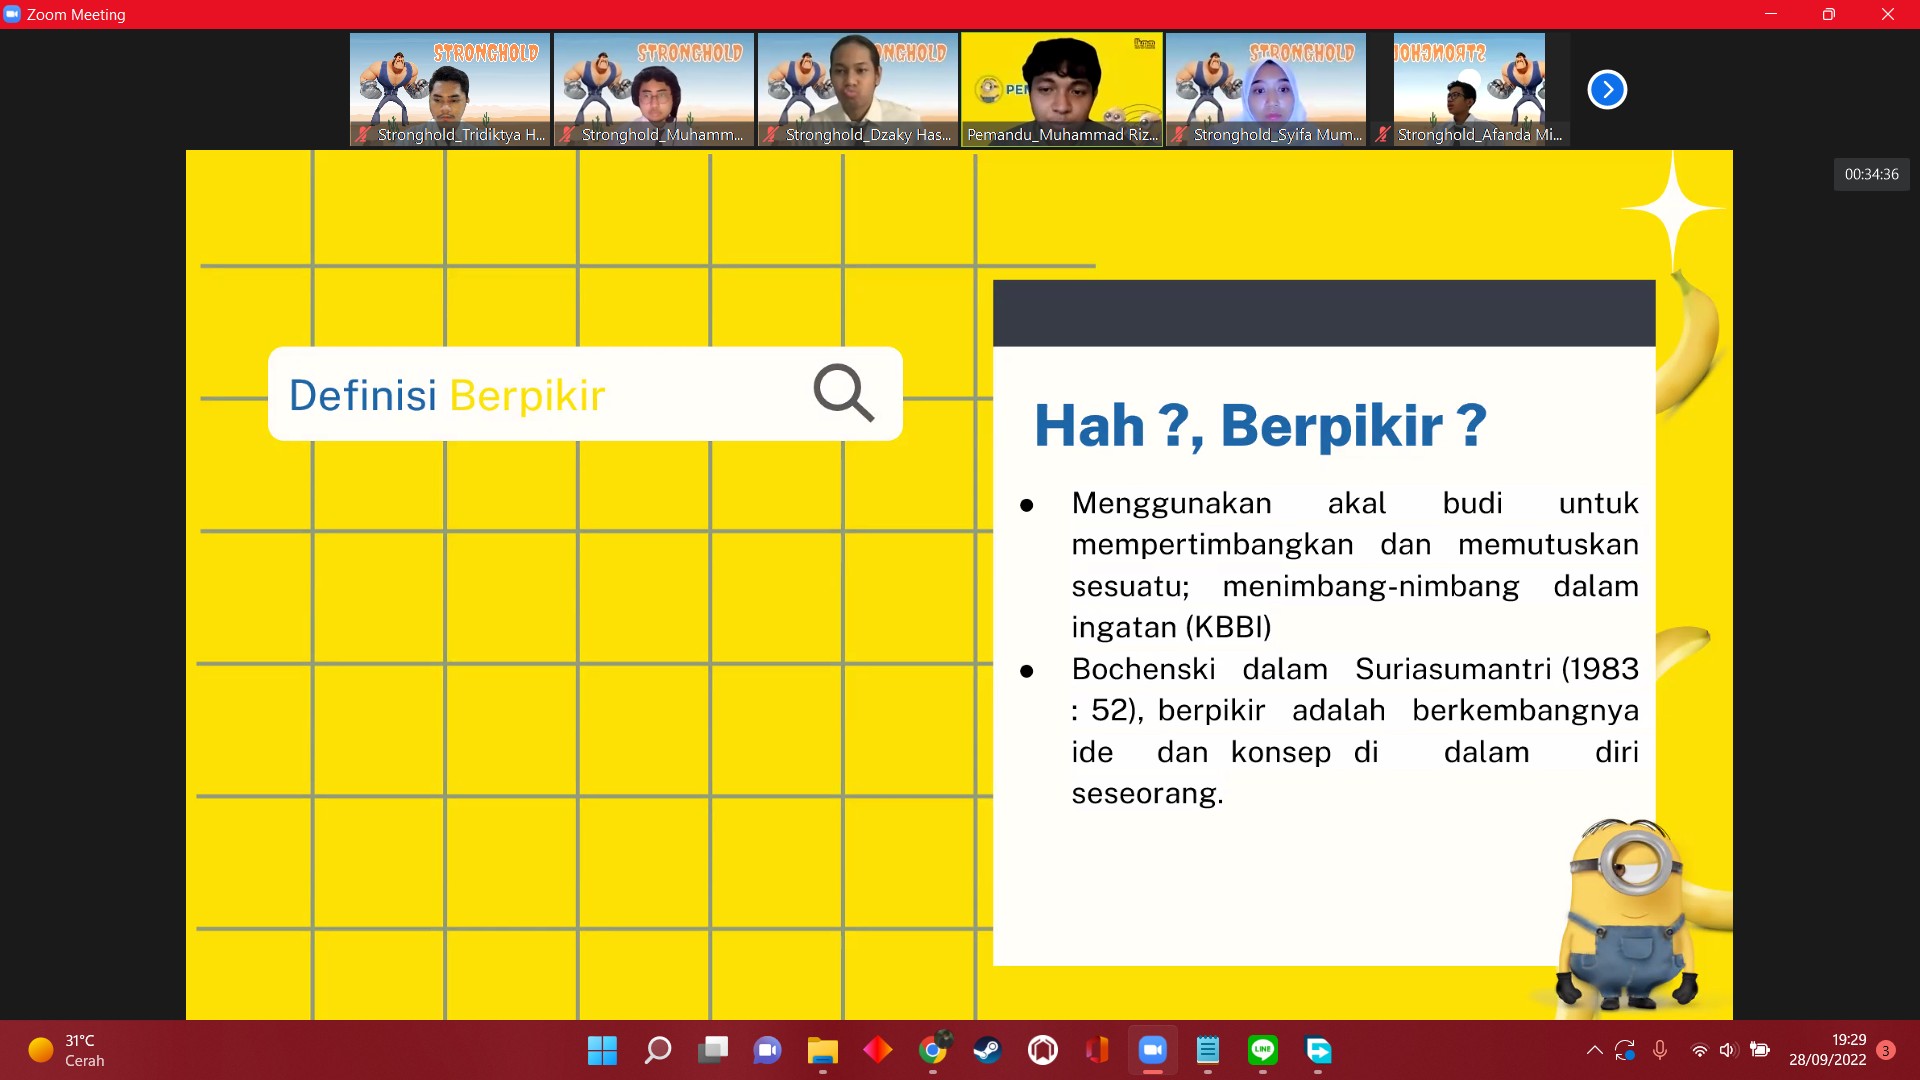 Zoom Meeting
STRONGHOLD
Stronghold_Tridiktya H...
STRONGHOLD
Stronghold_Muhamm...
NGHOLD
Stronghold_Dzaky Has...
PE
Pemandu_Muhammad Riz...
STRONGHOLD
Stronghold_Syifa Mum...
STRONGHOL
Stronghold_Afanda Mi...
00:34:36
Definisi Berpikir
Hah ?, Berpikir ?
● Menggunakan akal budi untuk
mempertimbangkan dan memutuskan
sesuatu; menimbang-nimbang dalam
ingatan (KBBI)
● Bochenski dalam Suriasumantri (1983
: 52), berpikir adalah berkembangnya
ide dan konsep di dalam diri
seseorang.
31°C
Cerah
LINE
19:29
28/09/2022
3